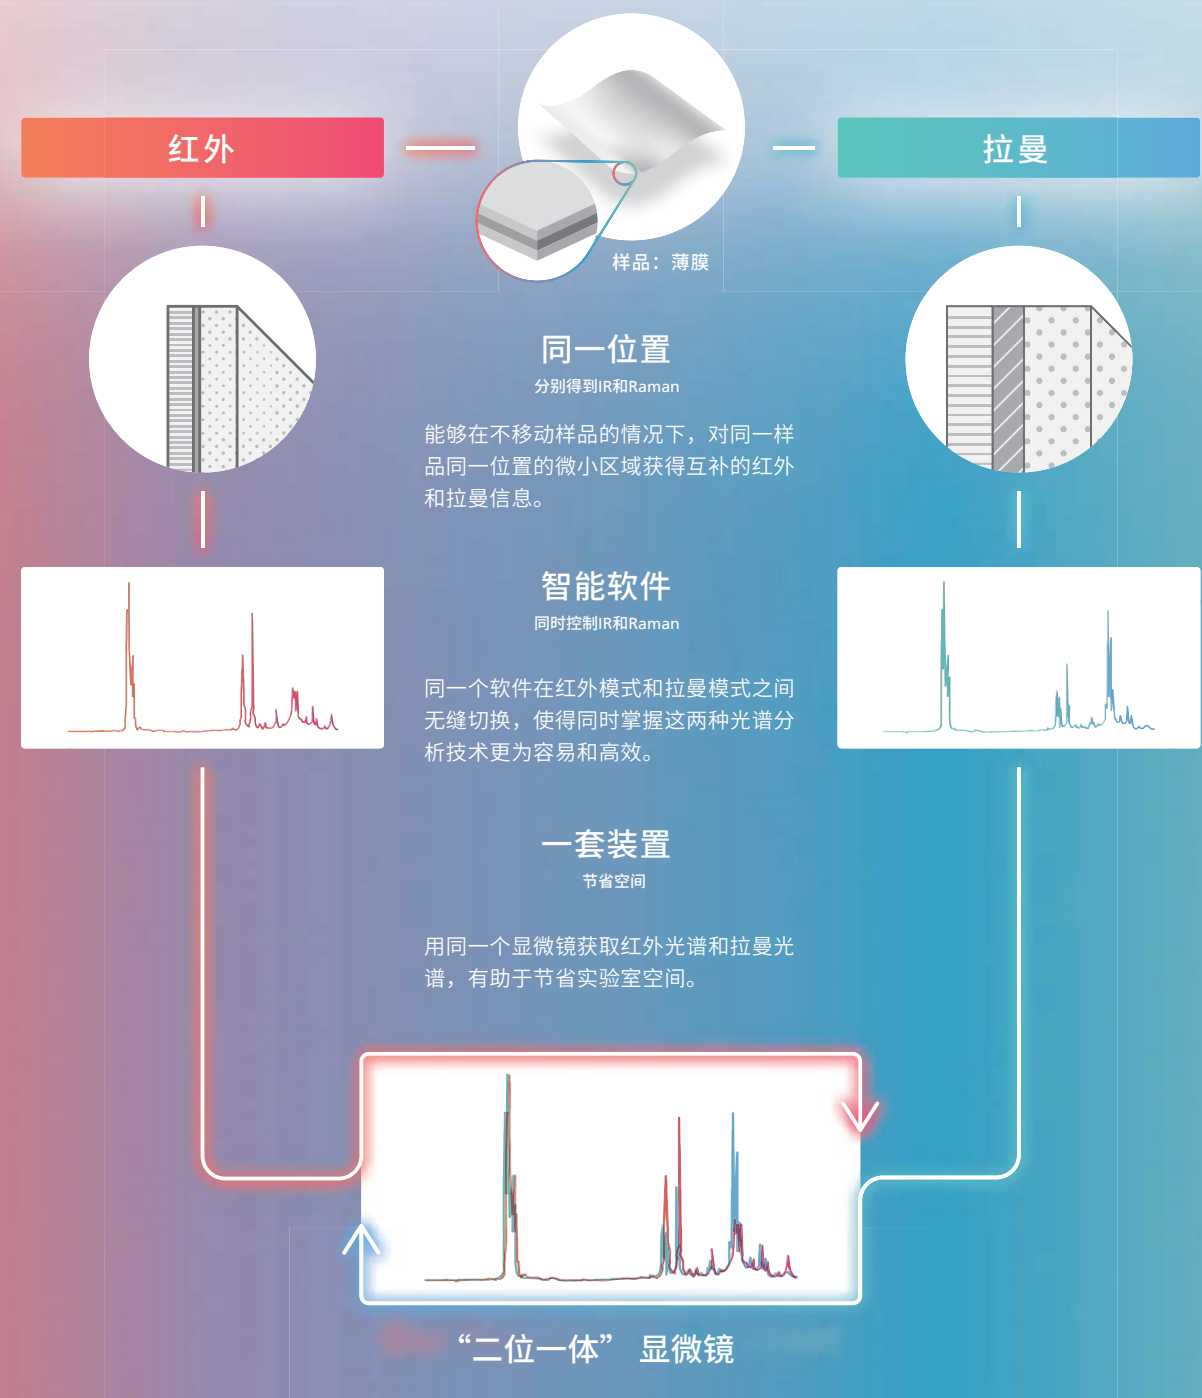 红外
拉曼
样品：薄膜
同一位置
分别得到IR和Raman
能够在不移动样品的情况下，对同一样
品同一位置的微小区域获得互补的红外
和拉曼信息。
智能软件
同时控制IR和Raman
同一个软件在红外模式和拉曼模式之间
无缝切换，使得同时掌握这两种光谱分
析技术更为容易和高效。
一套装置
节省空间
用同一个显微镜获取红外光谱和拉曼光
谱，有助于节省实验室空间。
“二位一体” 显微镜